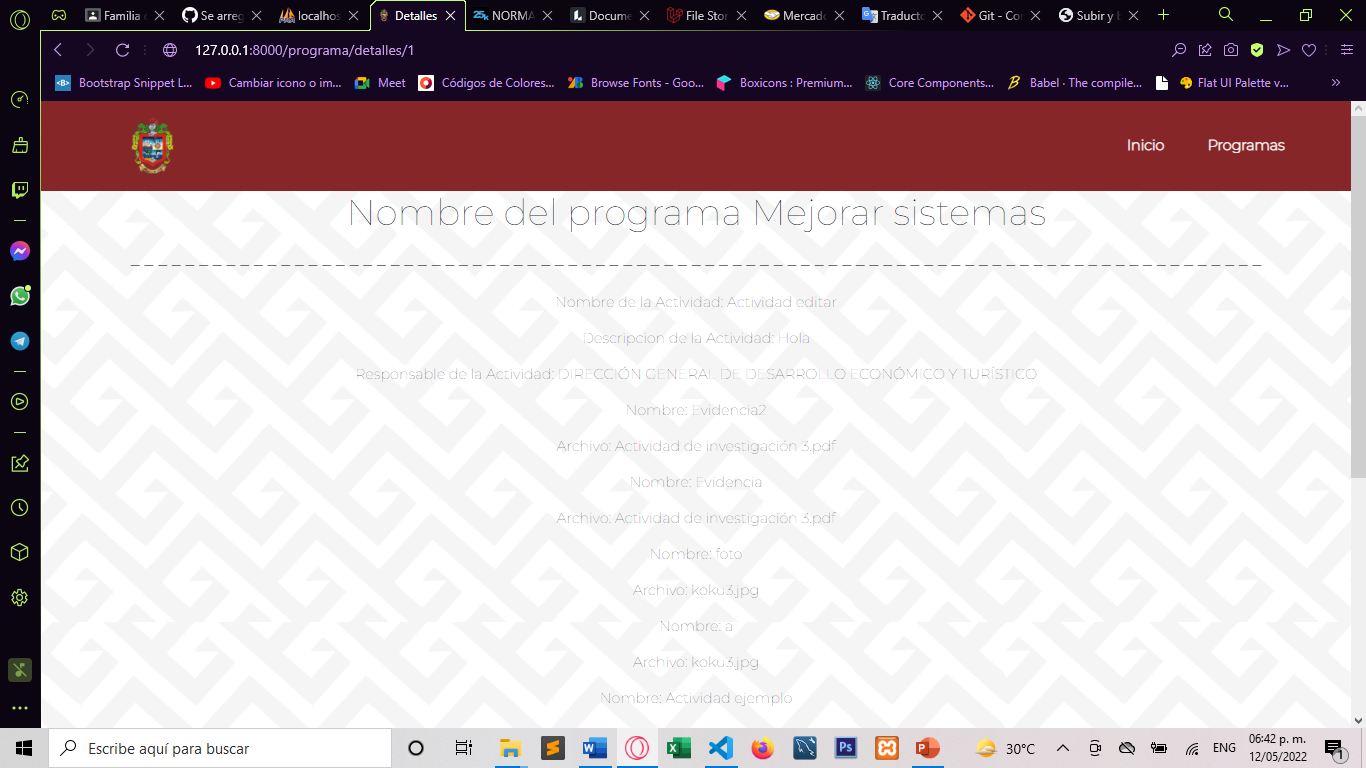 Familia
Se arreg
localhos
Detalles
NORMA
Docume
File Stor
Mercad
Traducto
Git - Co
Subir y
127.0.0.1:8000/programa/detalles/1
Bootstrap Snippet L...
Cambiar icono o im...
Meet
Códigos de Colores...
Browse Fonts - Goo...
Boxicons : Premium...
Core Components...
Babel · The compile...
Flat UI Palette v...
Inicio
Programas
Nombre del programa Mejorar sistemas
Nombre de la Actividad: Actividad editar
Descripcion de la Actividad: Hola
Responsable de la Actividad: DIRECCIÓN GENERAL DE DESARROLLO ECONÓMICO Y TURÍSTICO
Nombre: Evidencia2
Archivo: Actividad de investigación 3.pdf
Nombre: Evidencia
Archivo: Actividad de investigación 3.pdf
Nombre: foto
Archivo: koku3.jpg
Nombre: a
Archivo: koku3.jpg
Nombre: Actividad ejemplo
Escribe aquí para buscar
30°C
ENG
06:42 p. m.
12/05/2022
1